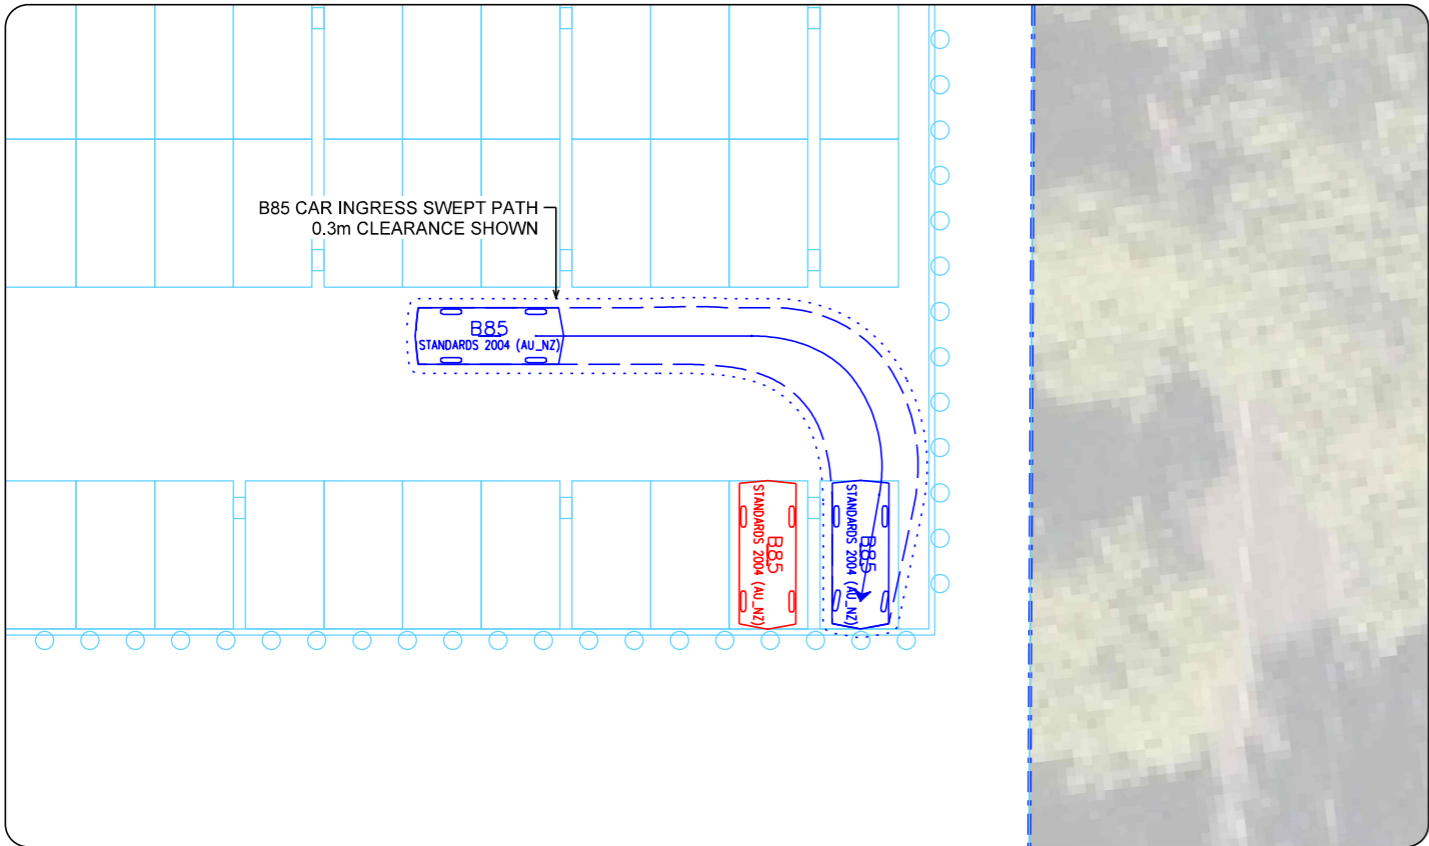 B85 CAR INGRESS SWEPT PATH
0.3m CLEARANCE SHOWN
B85
STANDARDS 2004 (AU_NZ)
B85
STANDARDS 2004 (AU_NZ)
B85
STANDARDS 2004 (AU_NZ)